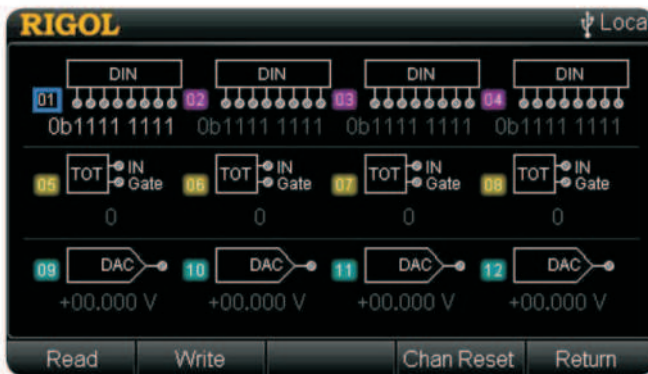 RIGOL Loca
DIN DIN DIN DIN
01 02 03 04
0b1111 1111 0b1111 1111 0b1111 1111 0b1111 1111
05 TOT IN Gate 06 TOT IN Gate 07 TOT IN Gate 08 TOT IN Gate
0 0 0 0
09 DAC 10 DAC 11 DAC 12 DAC
+00.000 V +00.000 V +00.000 V +00.000 V
Read Write Chan Reset Return